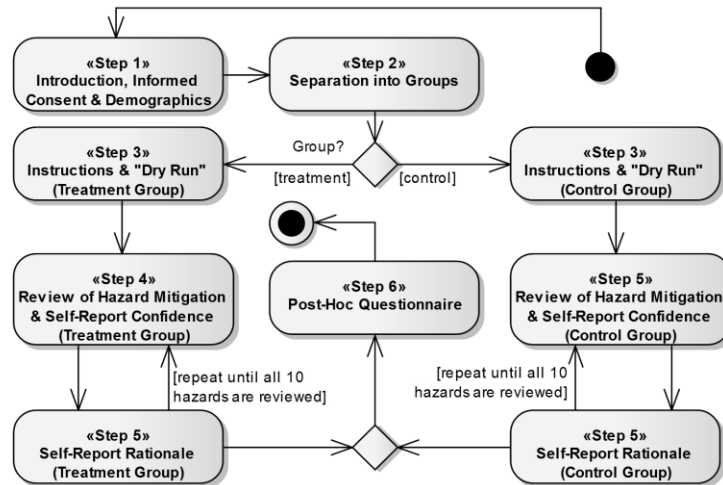 «Step 1»
Introduction, Informed
Consent & Demographics
«Step 2»
Separation into Groups
Group?
[treatment]
[control]
«Step 3»
Instructions & "Dry Run"
(Treatment Group)
«Step 3»
Instructions & "Dry Run"
(Control Group)
«Step 4»
Review of Hazard Mitigation
& Self-Report Confidence
(Treatment Group)
«Step 6»
Post-Hoc Questionnaire
«Step 5»
Review of Hazard Mitigation
& Self-Report Confidence
(Control Group)
[repeat until all 10
hazards are reviewed]
[repeat until all 10
hazards are reviewed]
«Step 5»
Self-Report Rationale
(Treatment Group)
«Step 5»
Self-Report Rationale
(Control Group)